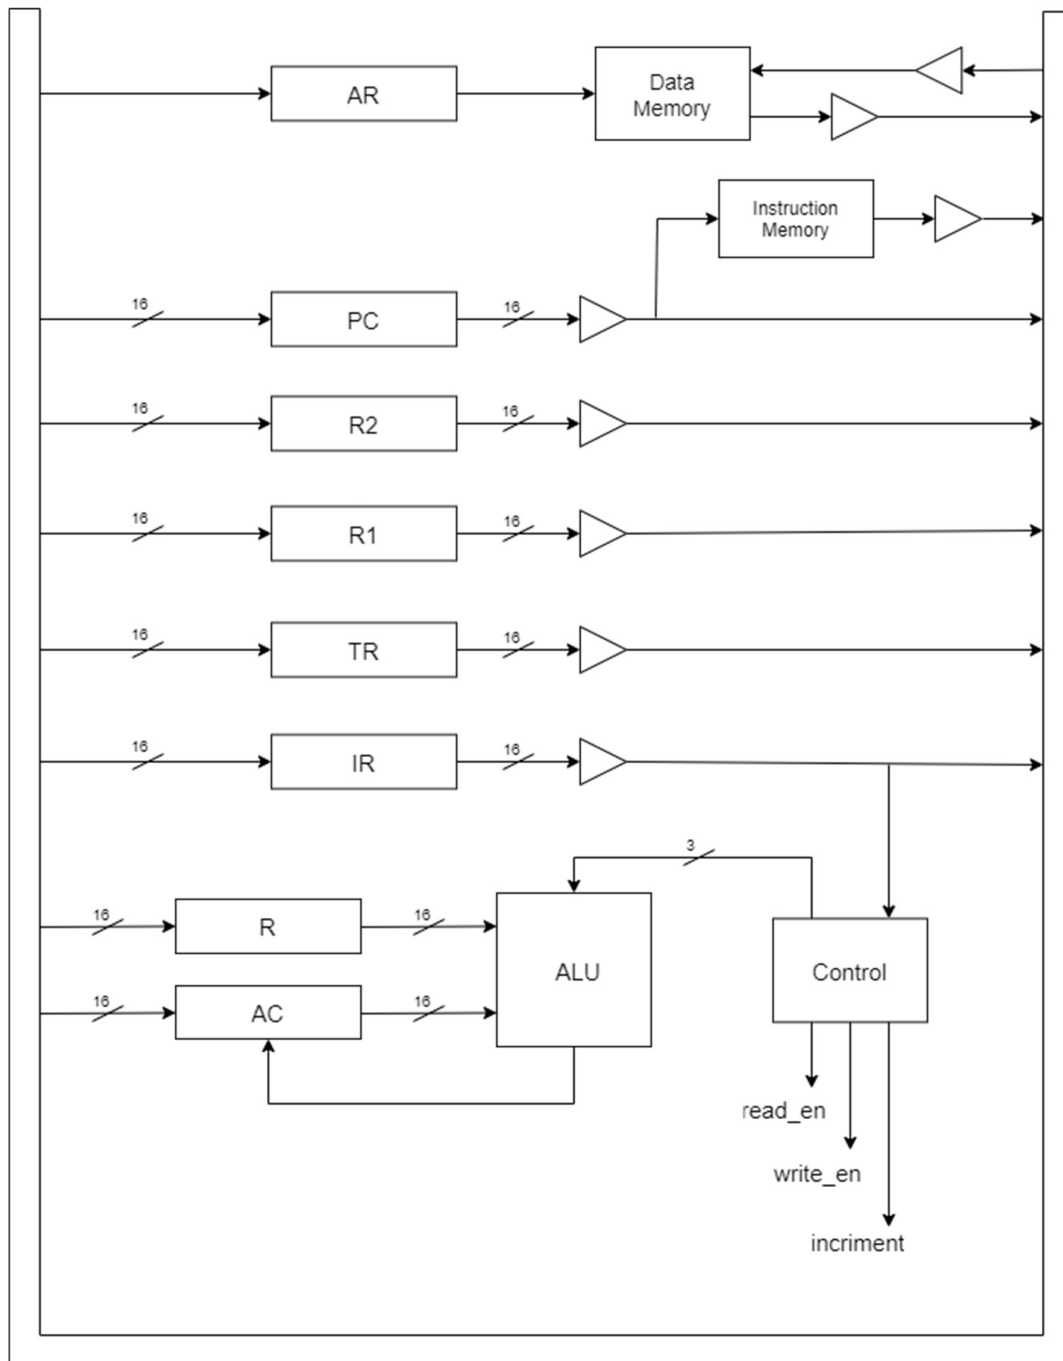 AR
Data
Memory
Instruction
Memory
16
PC
16
16
R2
16
16
R1
16
16
TR
16
16
IR
16
3
16
R
16
ALU
Control
16
AC
16
read_en
write_en
incriment